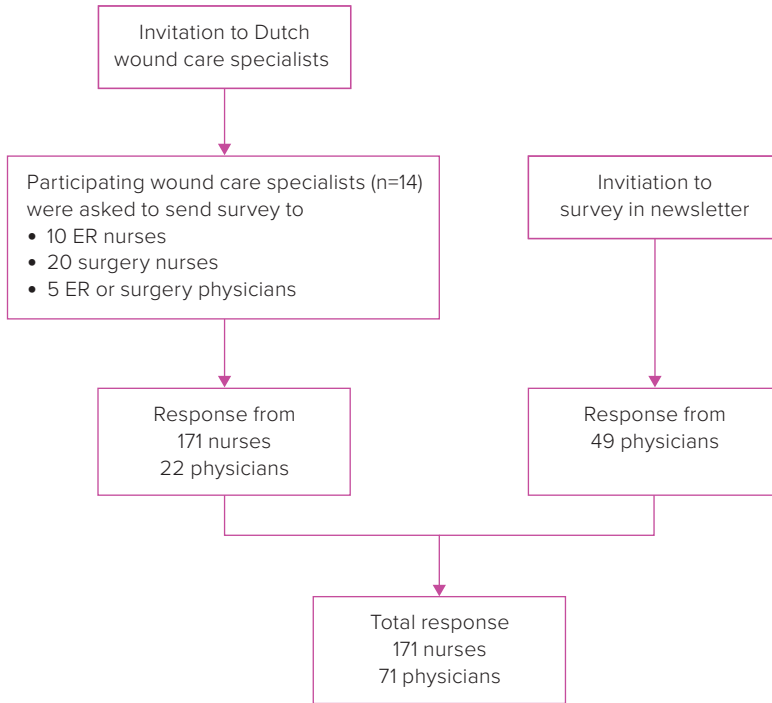 Invitation to Dutch
wound care specialists
Participating wound care specialists (n=14)
were asked to send survey to
• 10 ER nurses
• 20 surgery nurses
• 5 ER or surgery physicians
Invitiation to
survey in newsletter
Response from
171 nurses
22 physicians
Response from
49 physicians
Total response
171 nurses
71 physicians